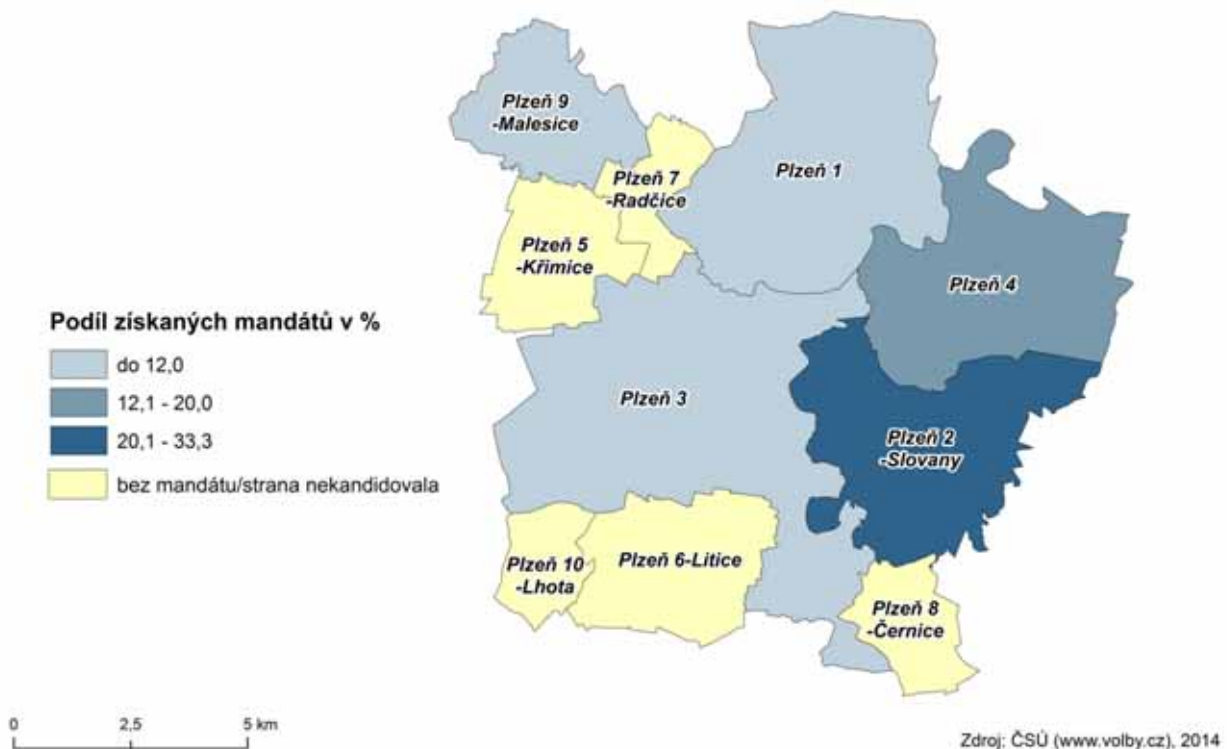 Plzeň 9
-Malesice
Plzeň 1
Plzeň 7
-Radčice
Plzeň 5
-Křimice
Plzeň 4
Podíl získaných mandátů v %
do 12,0
12,1 - 20,0
20,1 - 33,3
bez mandátu/strana nekandidovala
Plzeň 3
Plzeň 2
-Slovany
Plzeň 10
-Lhota
Plzeň 6-Litice
Plzeň 8
-Černice
0 2,5 5 km
Zdroj: ČSÚ (www.volby.cz), 2014